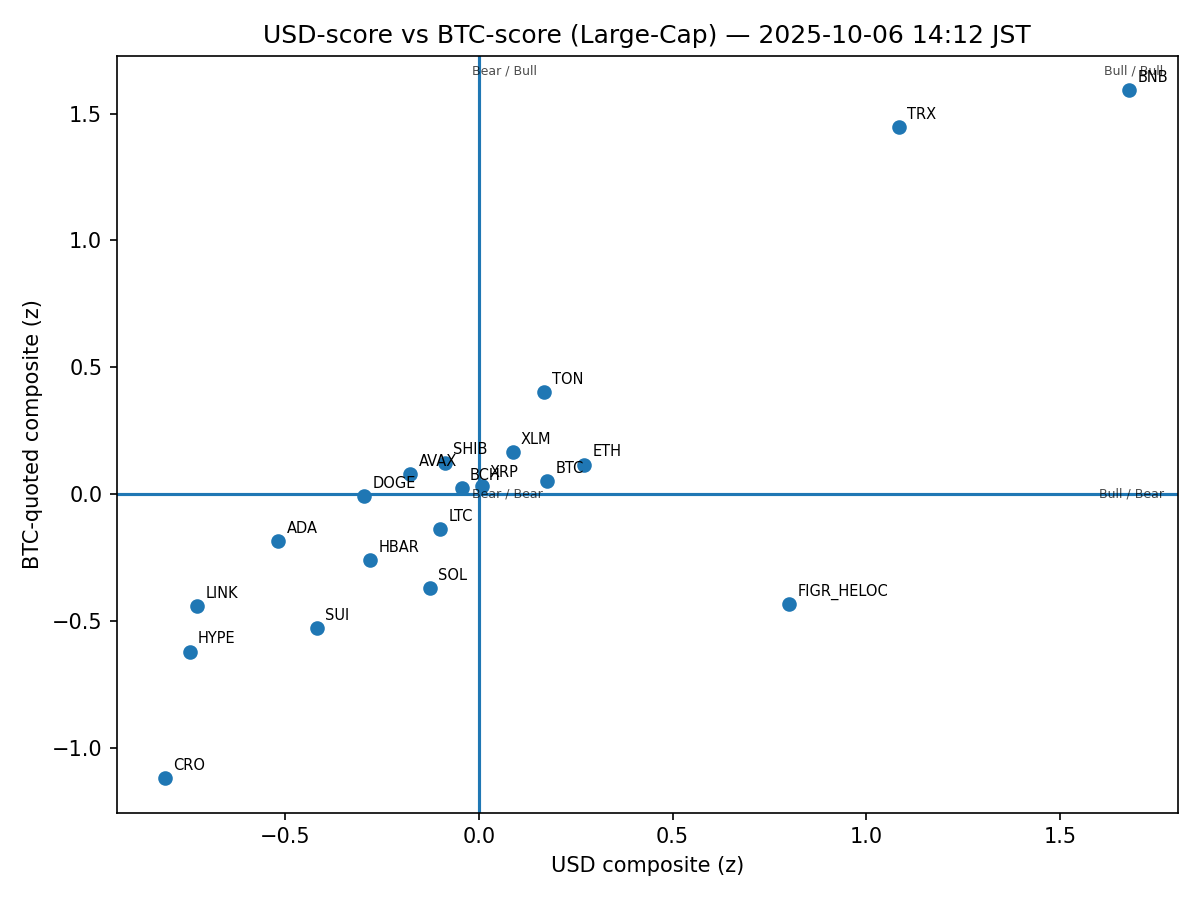 USD-score vs BTC-score (Large-Cap) — 2025-10-06 14:12 JST
Bear / Bull
Bull / Bull
BNB
TRX
TON
XLM
SHIB
ETH
AVAX
BTC
XRP
BCH
DOGE
Bear / Bear
Bull / Bear
LTC
ADA
HBAR
SOL
LINK
FIGR_HELOC
SUI
HYPE
CRO
1.5
1.0
0.5
0.0
−0.5
−1.0
−0.5
0.0
0.5
1.0
1.5
USD composite (z)
BTC-quoted composite (z)